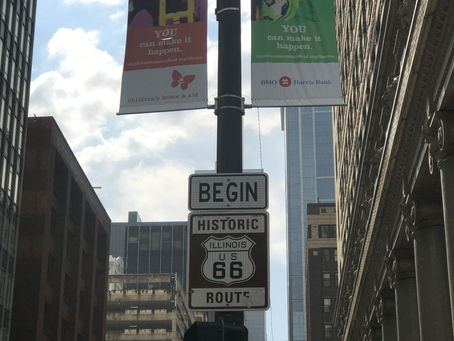 YOU
can make it
happen.
children's home & aid
YOU
can make it
happen.
BMO Harris Bank
BEGIN
HISTORIC
ILLINOIS
US
66
ROUTE